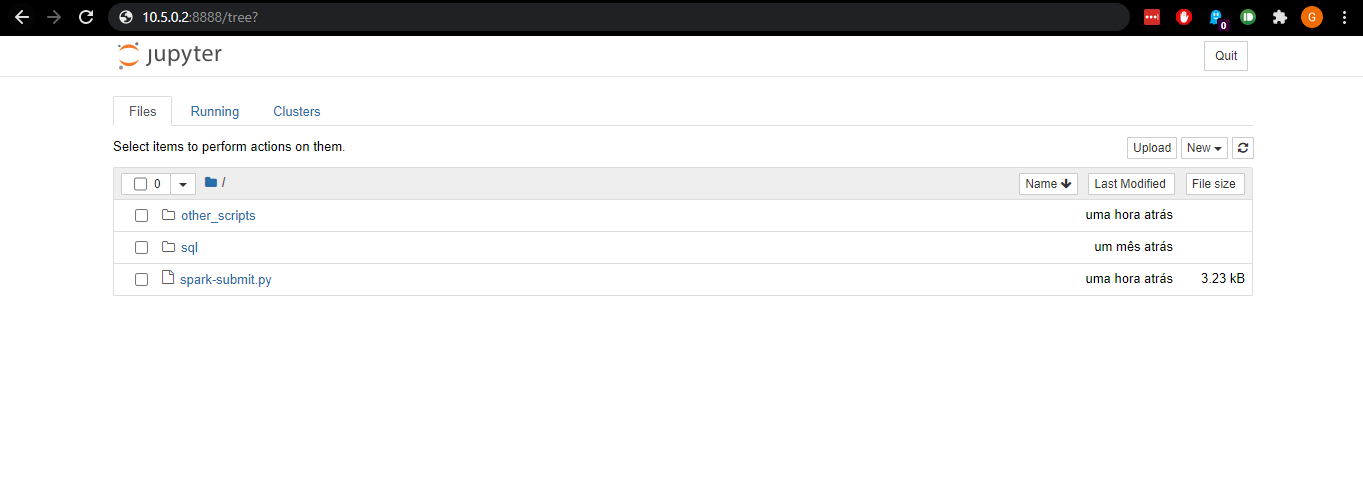 10.5.0.2:8888/tree?
0
G
jupyter
Quit
Files Running Clusters
Select items to perform actions on them.
Upload New
0 /
Name Last Modified File size
other_scripts uma hora atrás
sql um mês atrás
spark-submit.py uma hora atrás 3.23 kB